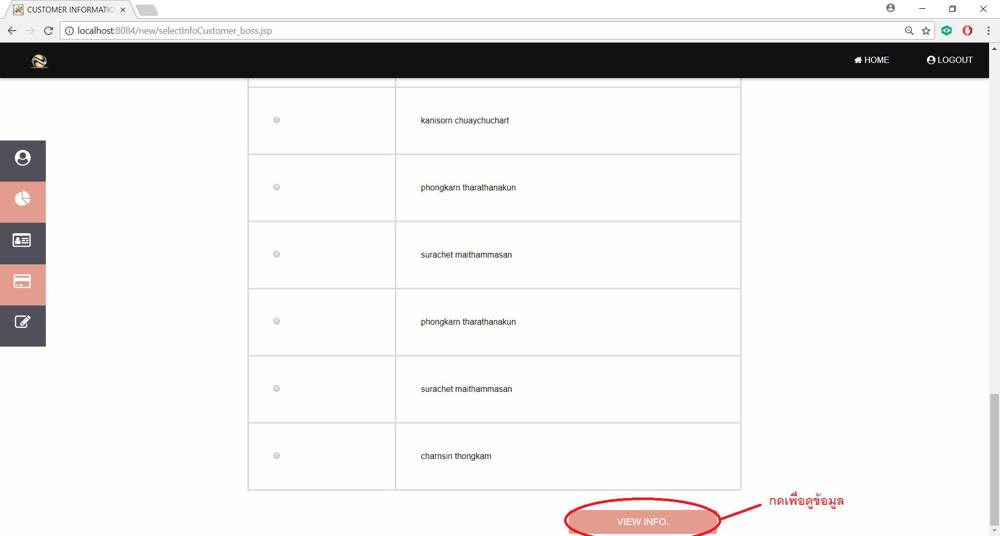 CUSTOMER INFORMATIO
localhost:8084/new/selectInfoCustomer_boss.jsp
HOME
LOGOUT
kanisorn chuaychuchart
phongkarn tharathanakun
surachet maithammasan
phongkarn tharathanakun
surachet maithammasan
charnsin thongkam
กดเพื่อดูข้อมูล
VIEW INFO.